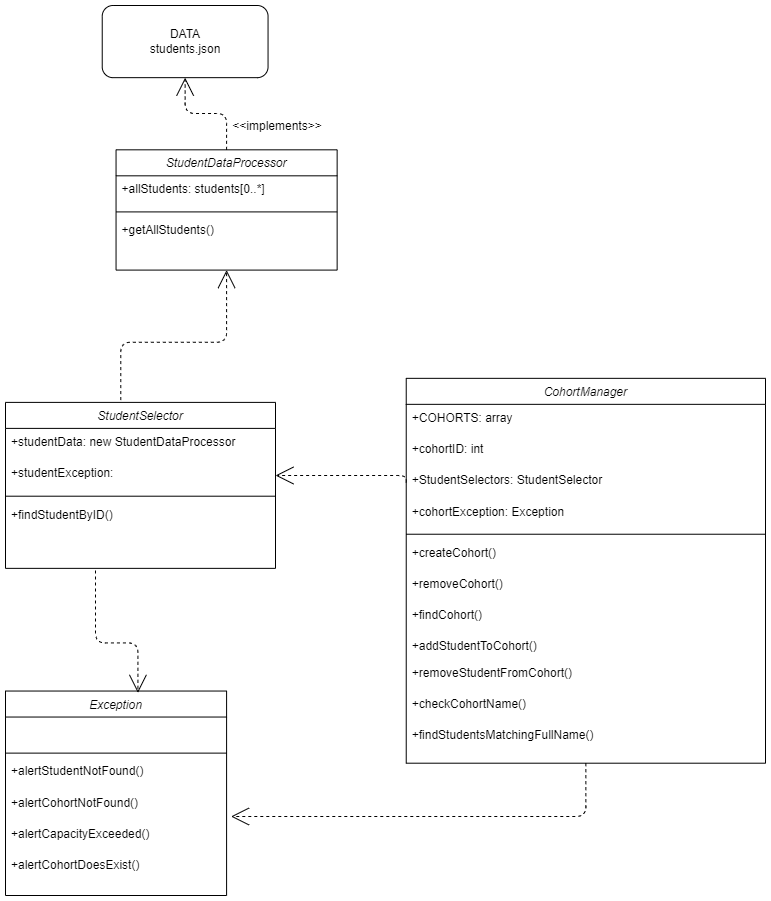 DATA
students.json
<<implements>>
StudentDataProcessor
+allStudents: students[0..*]
+getAllStudents()
StudentSelector
+studentData: new StudentDataProcessor
+studentException:
+findStudentByID()
CohortManager
+COHORTS: array
+cohortID: int
+StudentSelectors: StudentSelector
+cohortException: Exception
+createCohort()
+removeCohort()
+findCohort()
+addStudentToCohort()
+removeStudentFromCohort()
+checkCohortName()
+findStudentsMatchingFullName()
Exception
+alertStudentNotFound()
+alertCohortNotFound()
+alertCapacityExceeded()
+alertCohortDoesExist()